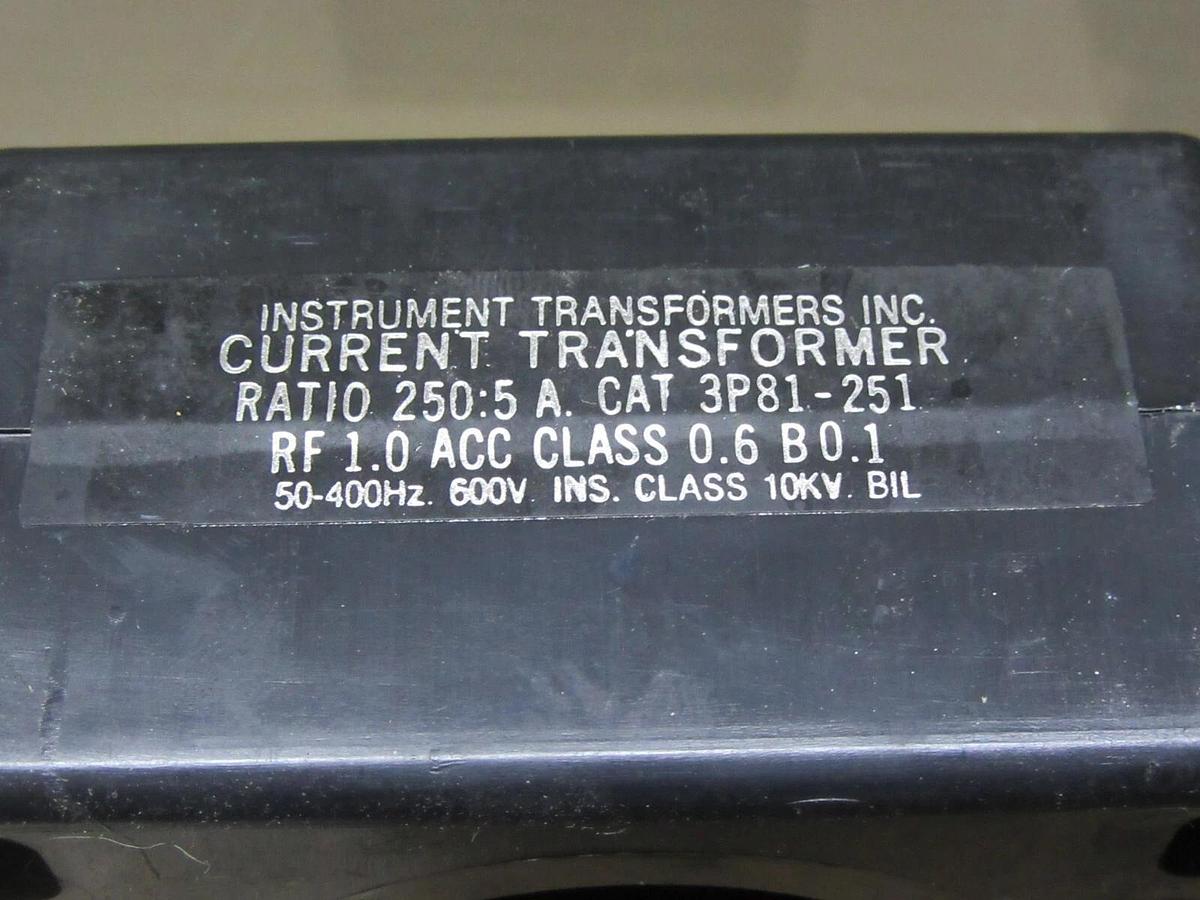 INSTRUMENT TRANSFORMERS INC.
CURRENT TRANSFORMER
RATIO 250:5 A. CAT 3P81-251
RF 1.0 ACC CLASS 0.6 B 0.1
50-400Hz. 600V. INS. CLASS 10KV. BIL